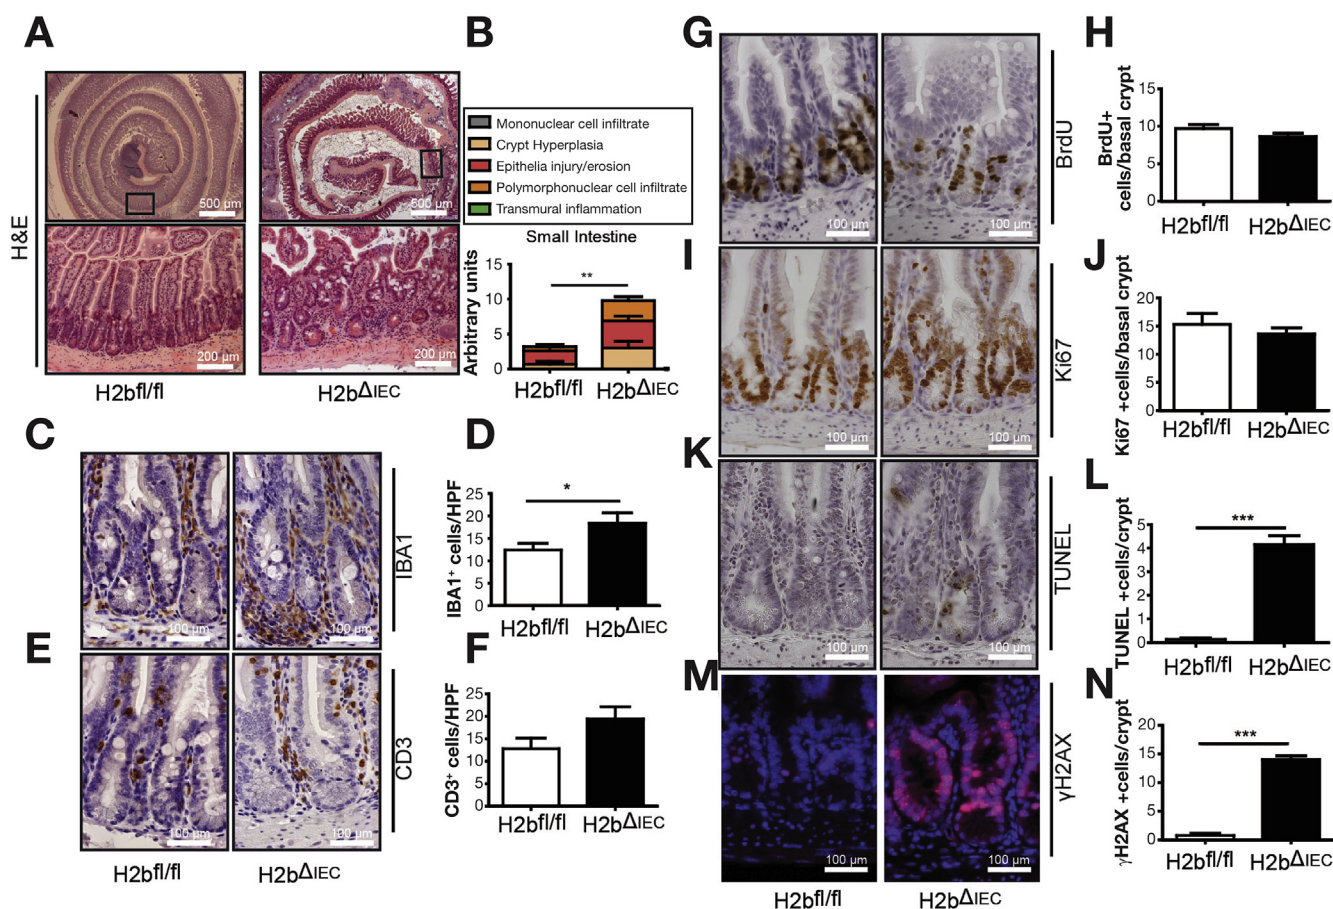 A
H&E
500 µm
500 µm
200 µm
200 µm
H2bfl/fl
H2bΔIEC
B
Mononuclear cell infiltrate
Crypt Hyperplasia
Epithelia injury/erosion
Polymorphonuclear cell infiltrate
Transmural inflammation
Small Intestine
Arbitrary units
15
10
5
0
**
H2bfl/fl
H2bΔIEC
C
100 µm
100 µm
IBA1
D
IBA1+ cells/HPF
25
20
15
10
5
0
*
H2bfl/fl
H2bΔIEC
E
100 µm
100 µm
CD3
H2bfl/fl
H2bΔIEC
F
CD3+ cells/HPF
25
20
15
10
5
0
H2bfl/fl
H2bΔIEC
G
100 µm
100 µm
BrdU
H
BrdU+
cells/basal crypt
15
10
5
0
H2bfl/fl
H2bΔIEC
I
100 µm
100 µm
Ki67
J
Ki67 +cells/basal crypt
20
15
10
5
0
H2bfl/fl
H2bΔIEC
K
100 µm
100 µm
TUNEL
L
TUNEL +cells/crypt
5
4
3
2
1
0
***
H2bfl/fl
H2bΔIEC
M
100 µm
100 µm
γH2AX
H2bfl/fl
H2bΔIEC
N
γH2AX +cells/crypt
20
15
10
5
0
***
H2bfl/fl
H2bΔIEC